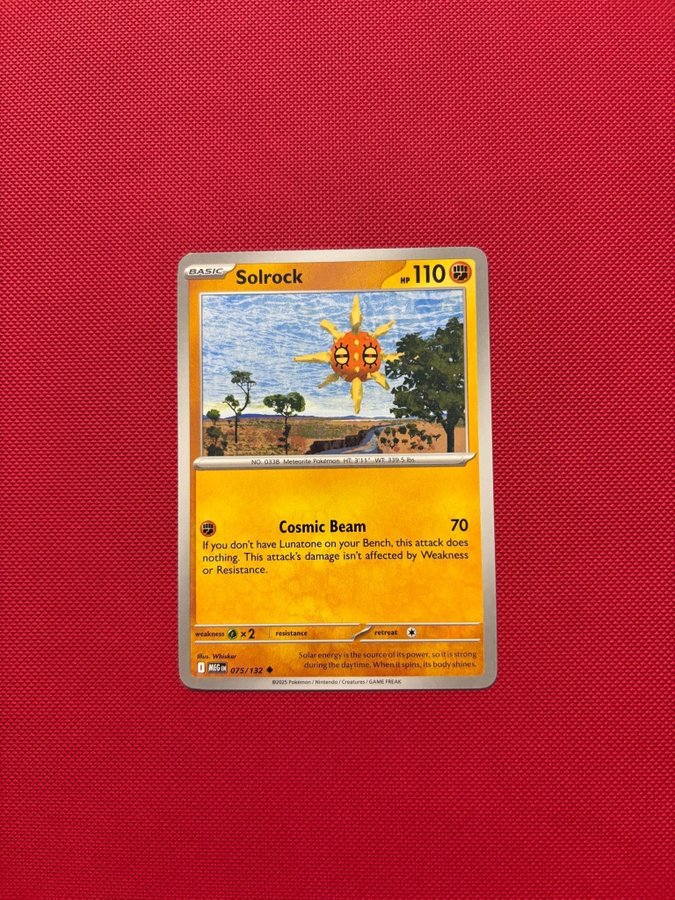 BASIC Solrock HP 110
NO. 0338 Meteorite Pokémon HT: 3'11" WT: 339.5 lbs
Cosmic Beam 70
If you don't have Lunatone on your Bench, this attack does
nothing. This attack's damage isn't affected by Weakness
or Resistance.
weakness ×2 resistance retreat
Illus. Whisker
Solar energy is the source of its power, so it is
strong during the daytime. When it spins, its body shines.
MEG EN 075/132
©2025 Pokémon / Nintendo / Creatures / GAME FREAK